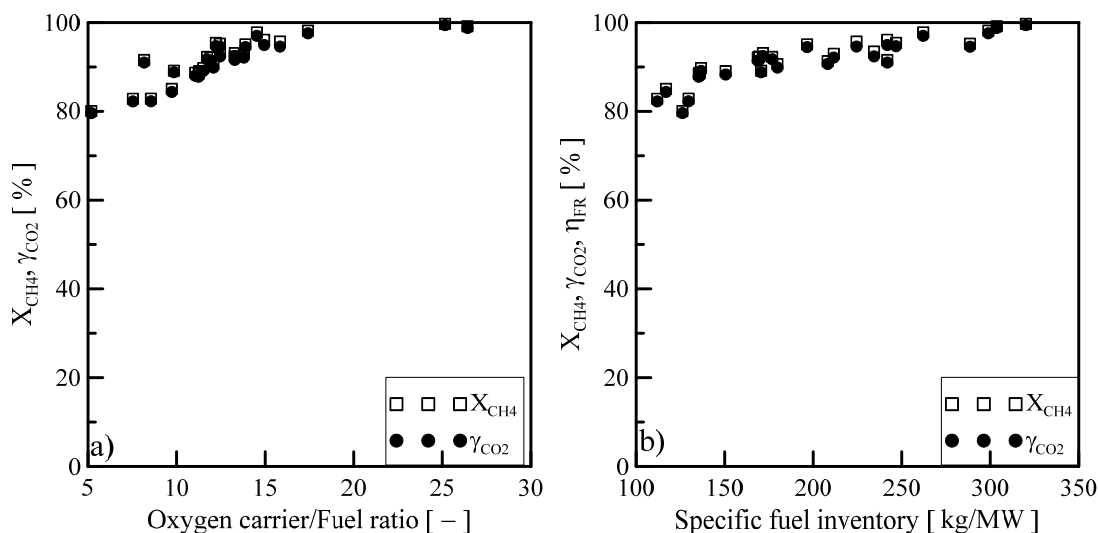 100
80
60
40
20
0
X_CH4, γ_CO2 [ % ]
a)
X_CH4
γ_CO2
5 10 15 20 25 30
Oxygen carrier/Fuel ratio [ – ]
100
80
60
40
20
0
X_CH4, γ_CO2, η_FR [ % ]
b)
X_CH4
γ_CO2
100 150 200 250 300 350
Specific fuel inventory [ kg/MW ]